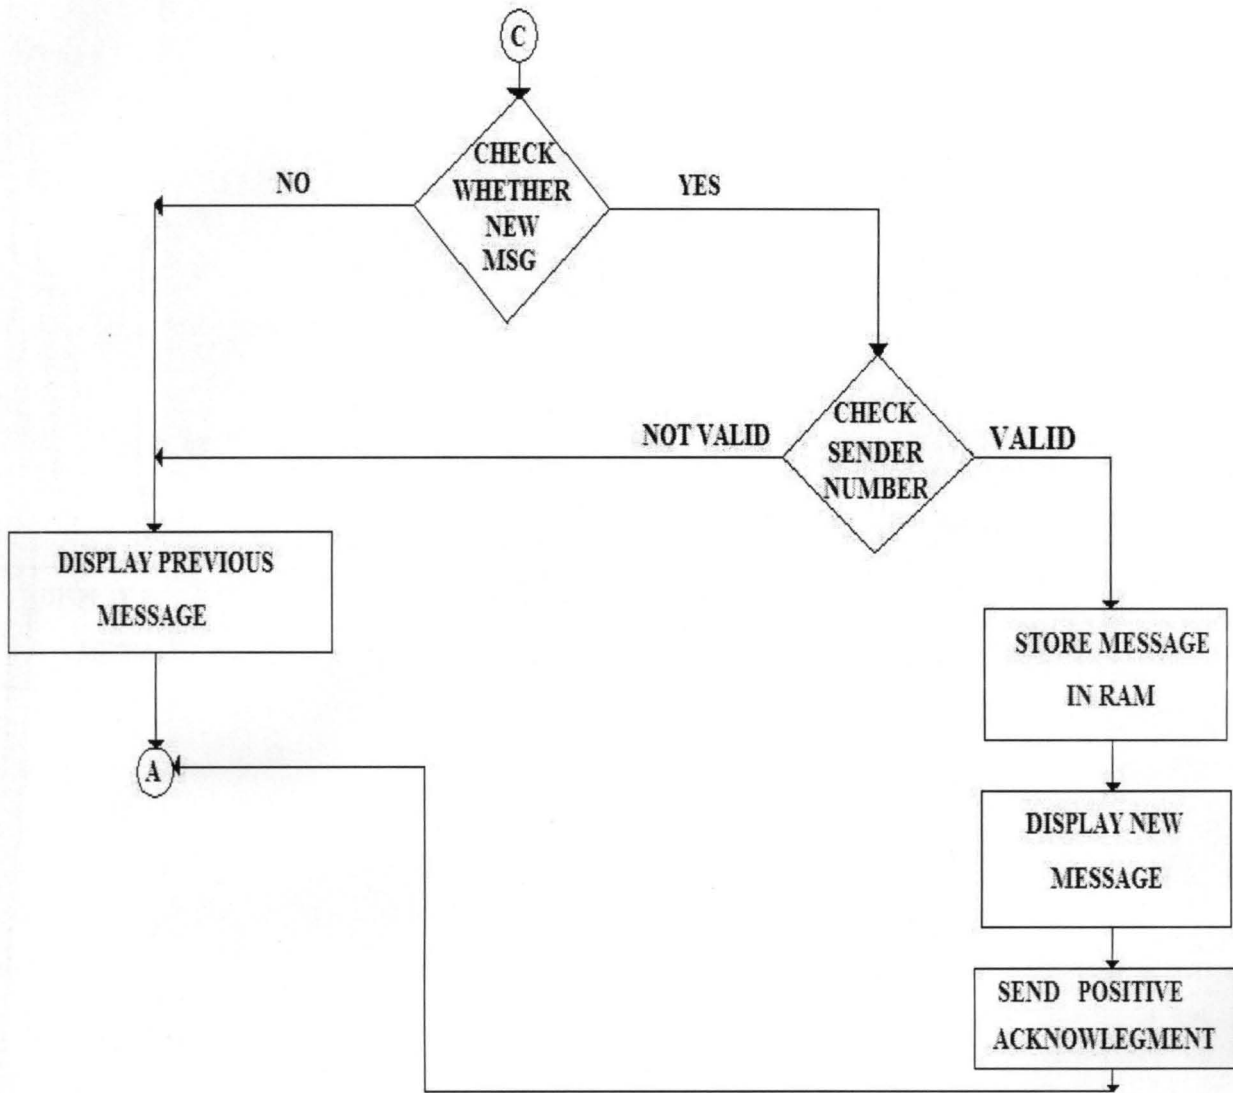 C
CHECK
WHETHER
NEW
MSG
NO
YES
CHECK
SENDER
NUMBER
NOT VALID
VALID
DISPLAY PREVIOUS
MESSAGE
STORE MESSAGE
IN RAM
A
DISPLAY NEW
MESSAGE
SEND POSITIVE
ACKNOWLEGMENT